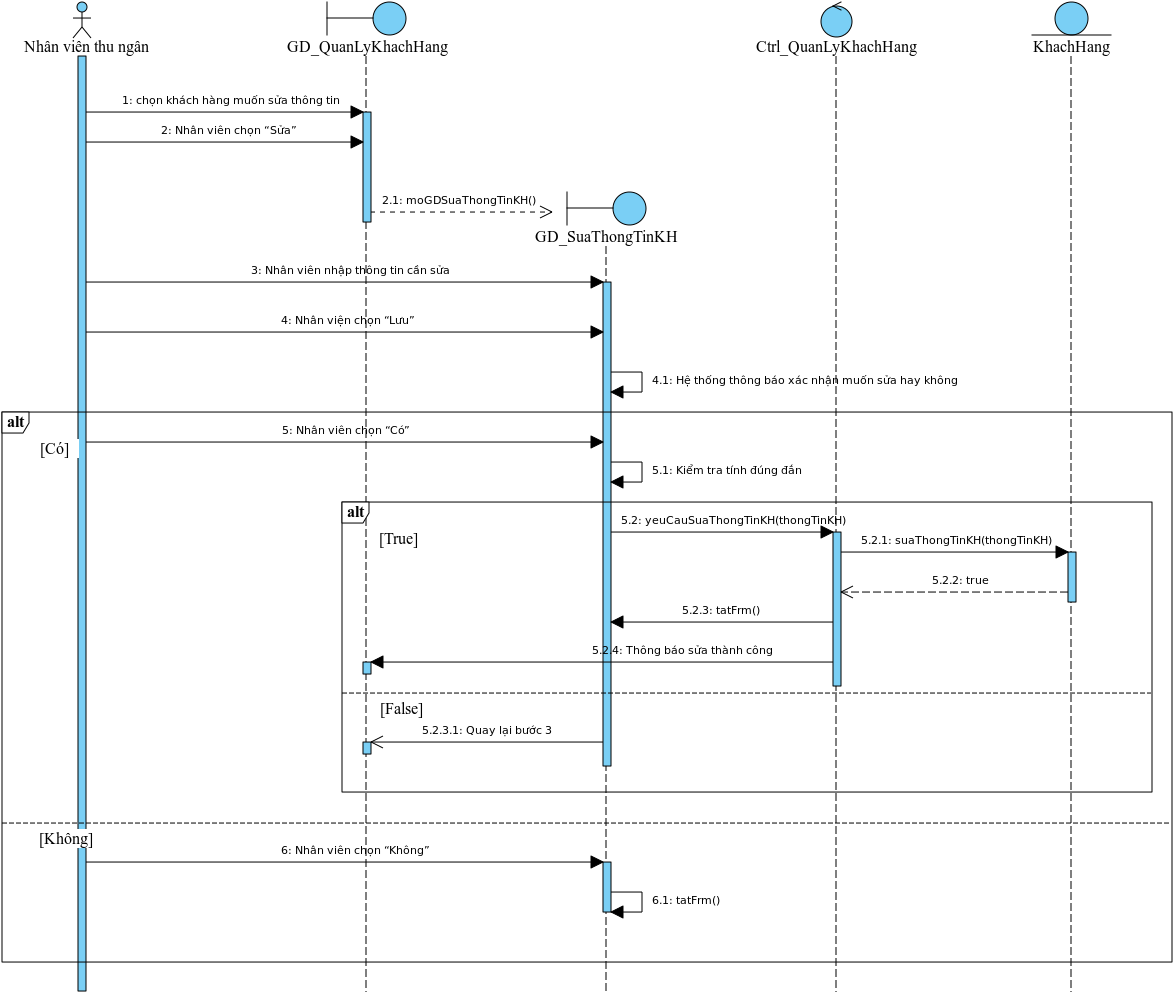 Nhân viên thu ngân
GD_QuanLyKhachHang
Ctrl_QuanLyKhachHang
KhachHang
1: chọn khách hàng muốn sửa thông tin
2: Nhân viên chọn “Sửa”
2.1: moGDSuaThongTinKH()
GD_SuaThongTinKH
3: Nhân viên nhập thông tin cần sửa
4: Nhân viện chọn “Lưu”
4.1: Hệ thống thông báo xác nhận muốn sửa hay không
alt
[Có]
5: Nhân viên chọn “Có”
5.1: Kiểm tra tính đúng đắn
alt
[True]
5.2: yeuCauSuaThongTinKH(thongTinKH)
5.2.1: suaThongTinKH(thongTinKH)
5.2.2: true
5.2.3: tatFrm()
5.2.4: Thông báo sửa thành công
[False]
5.2.3.1: Quay lại bước 3
[Không]
6: Nhân viên chọn “Không”
6.1: tatFrm()